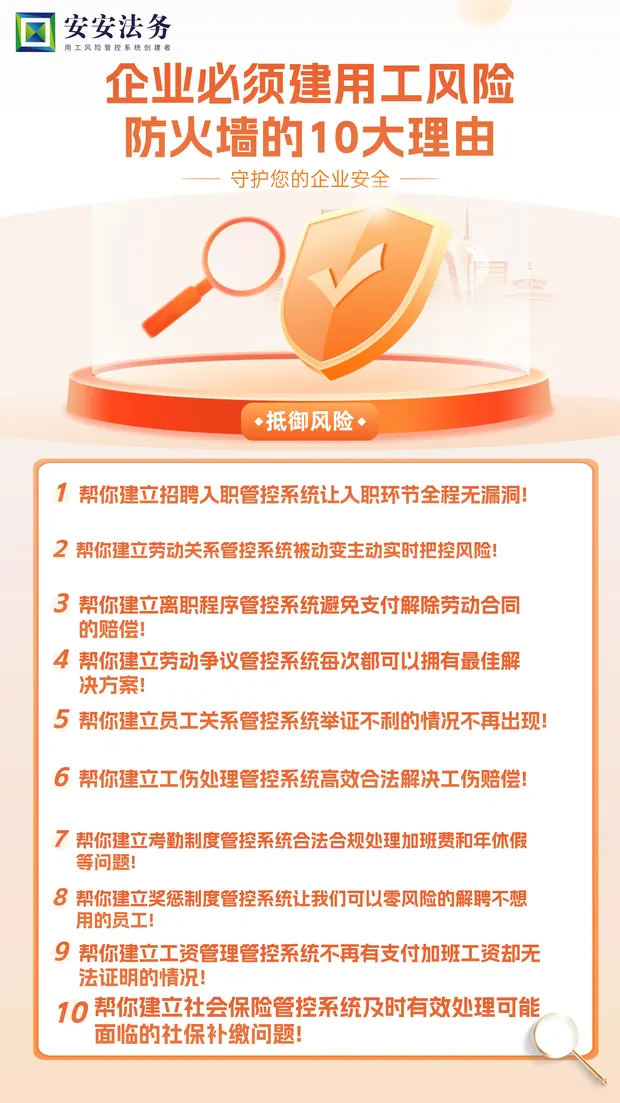 安安法务
用工风险管控系统创建者
企业必须建用工风险
防火墙的10大理由
守护您的企业安全
抵御风险
1 帮你建立招聘入职管控系统让入职环节全程无漏洞!
2 帮你建立劳动关系管控系统被动变主动实时把控风险!
3 帮你建立离职程序管控系统避免支付解除劳动合同
的赔偿!
4 帮你建立劳动争议管控系统每次都可以拥有最佳解
决方案!
5 帮你建立员工关系管控系统举证不利的情况不再出现!
6 帮你建立工伤处理管控系统高效合法解决工伤赔偿!
7 帮你建立考勤制度管控系统合法合规处理加班费和年休假
等问题!
8 帮你建立奖惩制度管控系统让我们可以零风险的解聘不想
用的员工!
9 帮你建立工资管理管控系统不再有支付加班工资却无
法证明的情况!
10 帮你建立社会保险管控系统及时有效处理可能
面临的社保补缴问题!